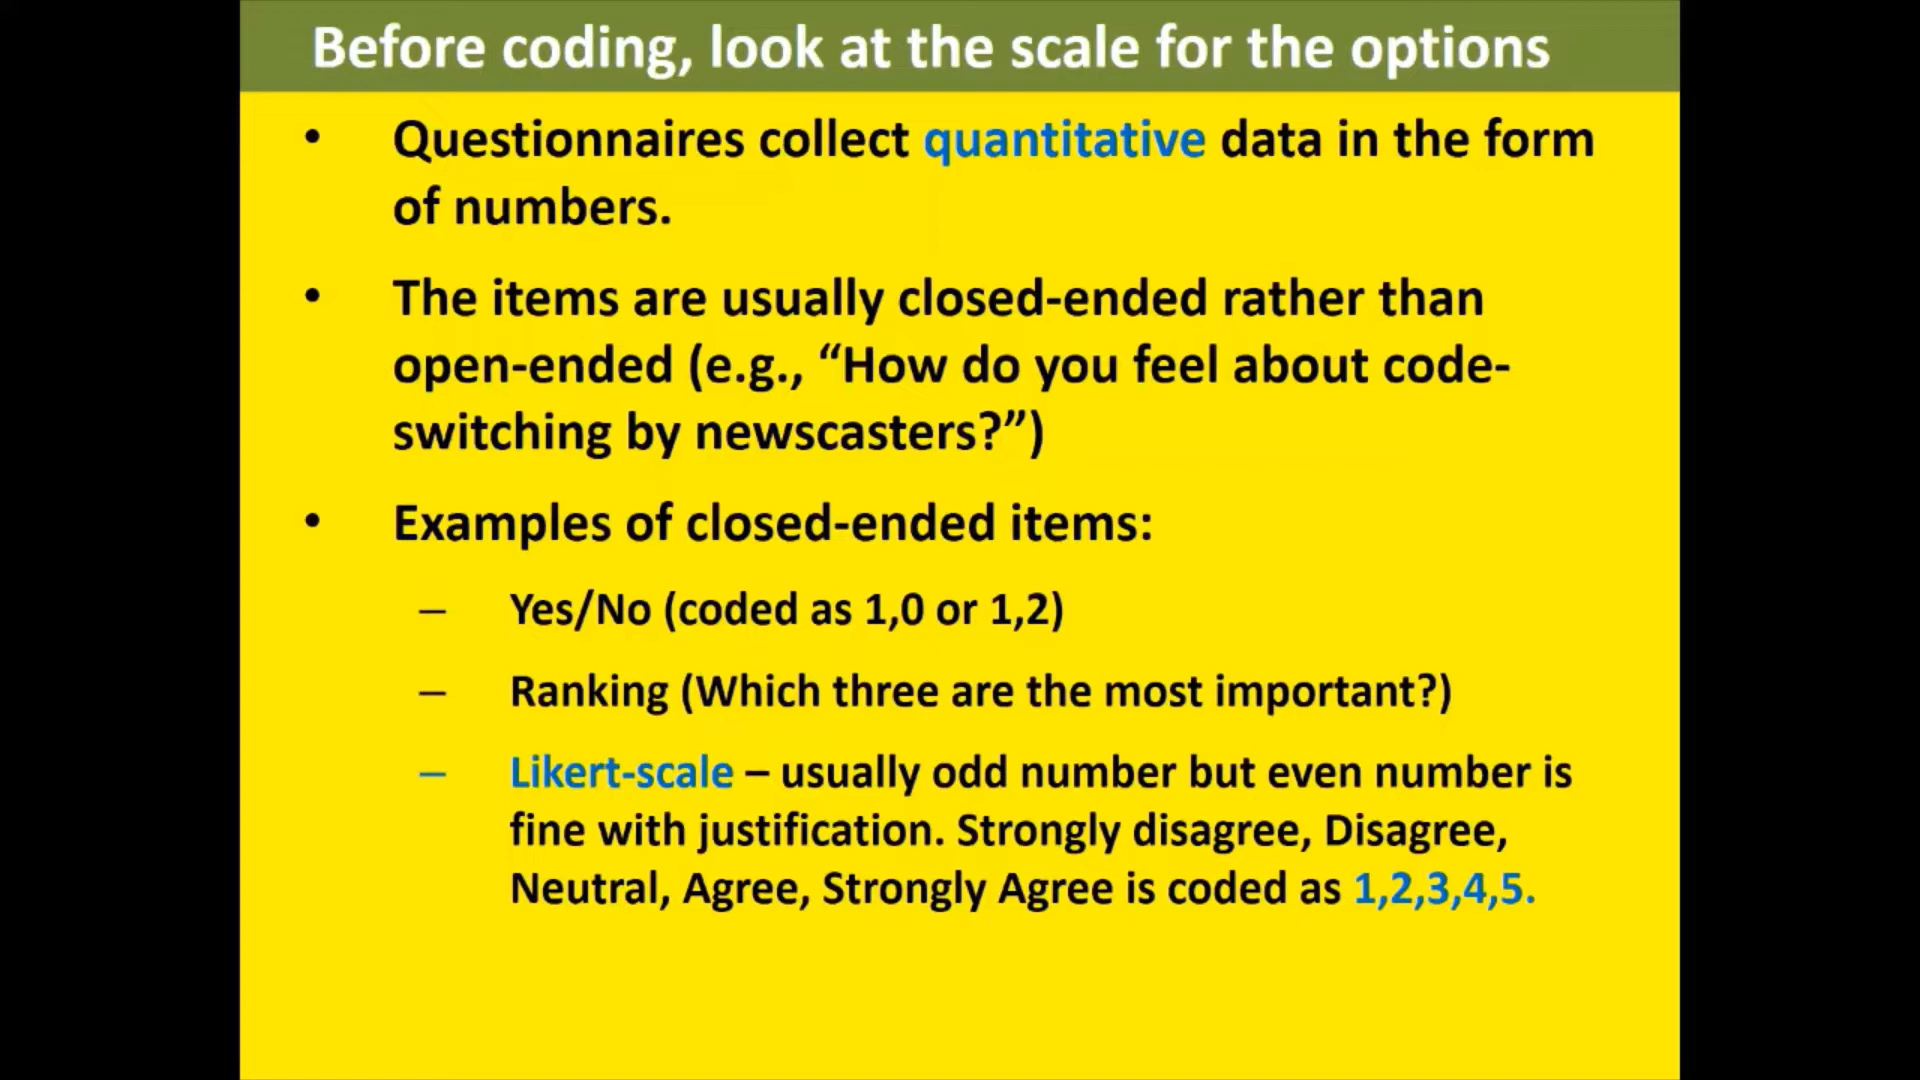 Before coding, look at the scale for the options
• Questionnaires collect quantitative data in the form
of numbers.
• The items are usually closed-ended rather than
open-ended (e.g., “How do you feel about code-
switching by newscasters?”)
• Examples of closed-ended items:
– Yes/No (coded as 1,0 or 1,2)
– Ranking (Which three are the most important?)
– Likert-scale – usually odd number but even number is
fine with justification. Strongly disagree, Disagree,
Neutral, Agree, Strongly Agree is coded as 1,2,3,4,5.